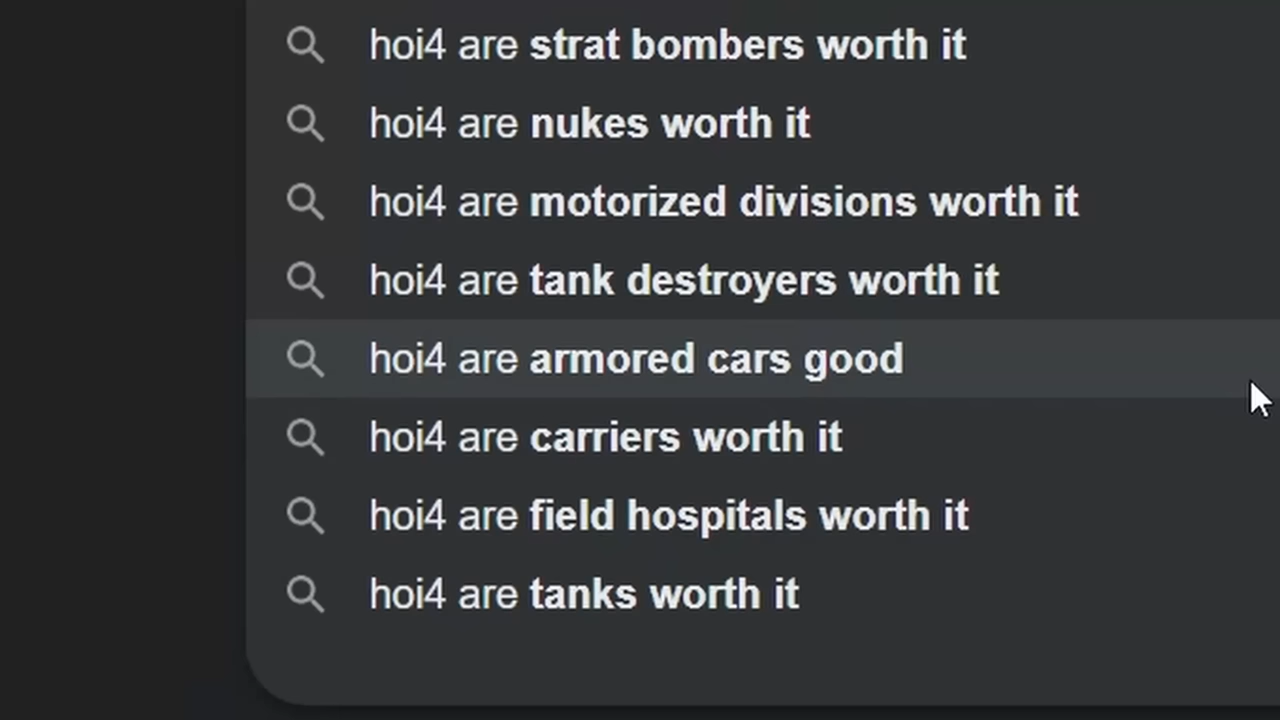 hoi4 are strat bombers worth it
hoi4 are nukes worth it
hoi4 are motorized divisions worth it
hoi4 are tank destroyers worth it
hoi4 are armored cars good
hoi4 are carriers worth it
hoi4 are field hospitals worth it
hoi4 are tanks worth it